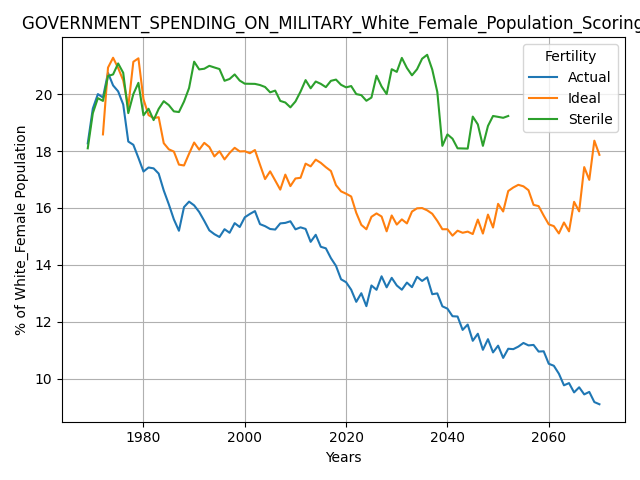 GOVERNMENT_SPENDING_ON_MILITARY_White_Female_Population_Scoring
Fertility
Actual
Ideal
Sterile
% of White_Female Population
20
18
16
14
12
10
1980 2000 2020 2040 2060
Years